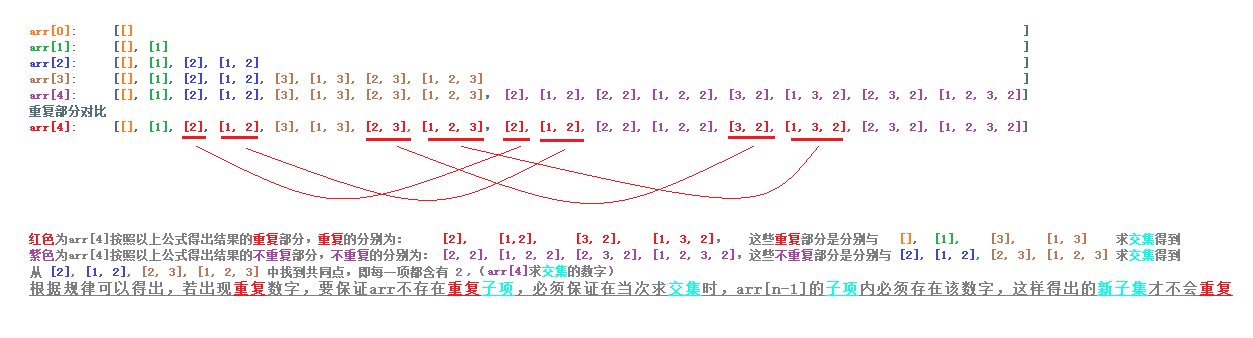 arr[0]: [[] ]
arr[1]: [[], [1] ]
arr[2]: [[], [1], [2], [1, 2] ]
arr[3]: [[], [1], [2], [1, 2], [3], [1, 3], [2, 3], [1, 2, 3] ]
arr[4]: [[], [1], [2], [1, 2], [3], [1, 3], [2, 3], [1, 2, 3], [2], [1, 2], [2, 2], [1, 2, 2], [3, 2], [1, 3, 2], [2, 3, 2], [1, 2, 3, 2]]
重复部分对比
arr[4]: [[], [1], [2], [1, 2], [3], [1, 3], [2, 3], [1, 2, 3], [2], [1, 2], [2, 2], [1, 2, 2], [3, 2], [1, 3, 2], [2, 3, 2], [1, 2, 3, 2]]
红色为arr[4]按照以上公式得出结果的重复部分，重复的分别为： [2], [1,2], [3, 2], [1, 3, 2]， 这些重复部分是分别与 [], [1], [3], [1, 3] 求交集得到
紫色为arr[4]按照以上公式得出结果的不重复部分，不重复的分别为： [2, 2], [1, 2, 2], [2, 3, 2], [1, 2, 3, 2]，这些不重复部分是分别与 [2], [1, 2], [2, 3], [1, 2, 3] 求交集得到
从 [2], [1, 2], [2, 3], [1, 2, 3] 中找到共同点，即每一项都含有 2 ，（arr[4]求交集的数字）
根据规律可以得出，若出现重复数字，要保证arr不存在重复子项，必须保证在当次求交集时，arr[n-1]的子项内必须存在该数字，这样得出的新子集才不会重复